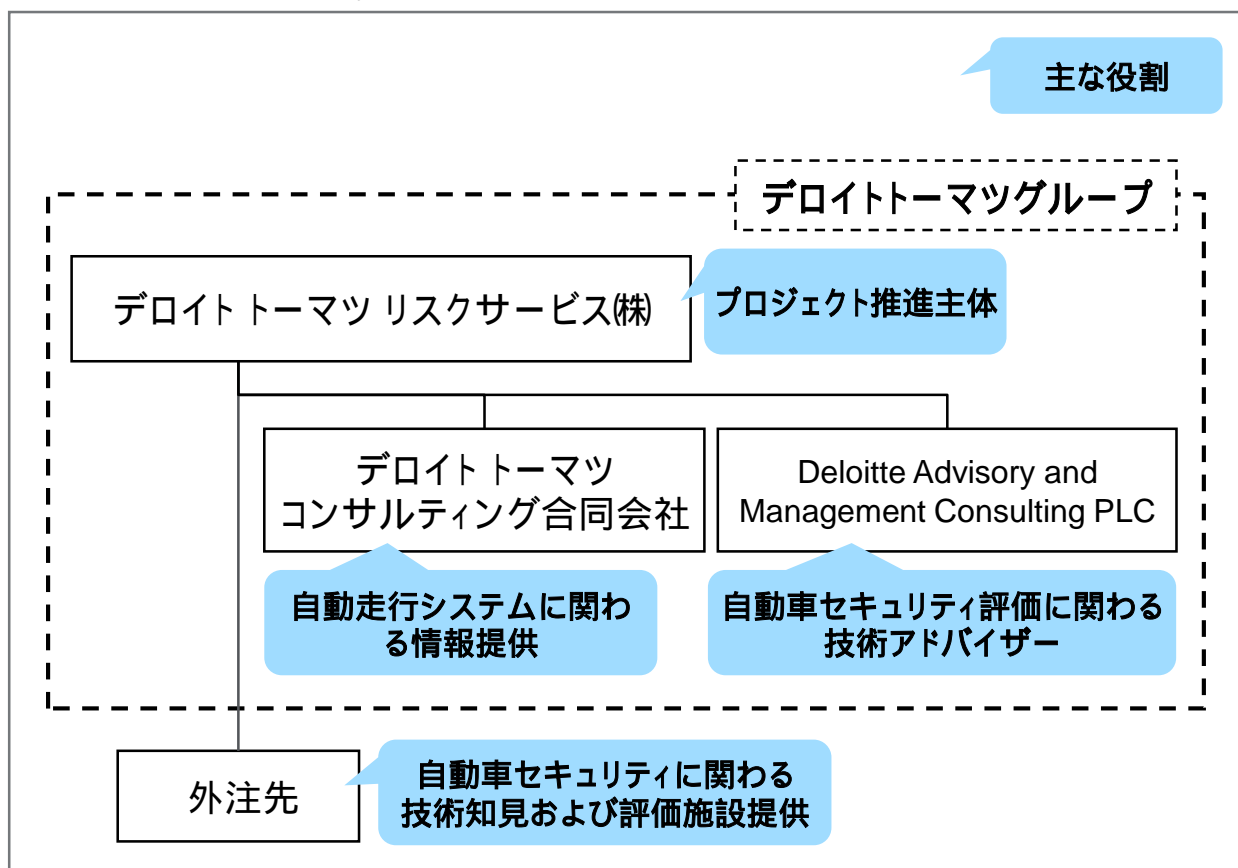 主な役割
デロイトトーマツグループ
デロイト トーマツ リスクサービス㈱
プロジェクト推進主体
デロイト トーマツ
コンサルティング合同会社
Deloitte Advisory and
Management Consulting PLC
自動走行システムに関わ
る情報提供
自動車セキュリティ評価に関わる
技術アドバイザー
外注先
自動車セキュリティに関わる
技術知見および評価施設提供